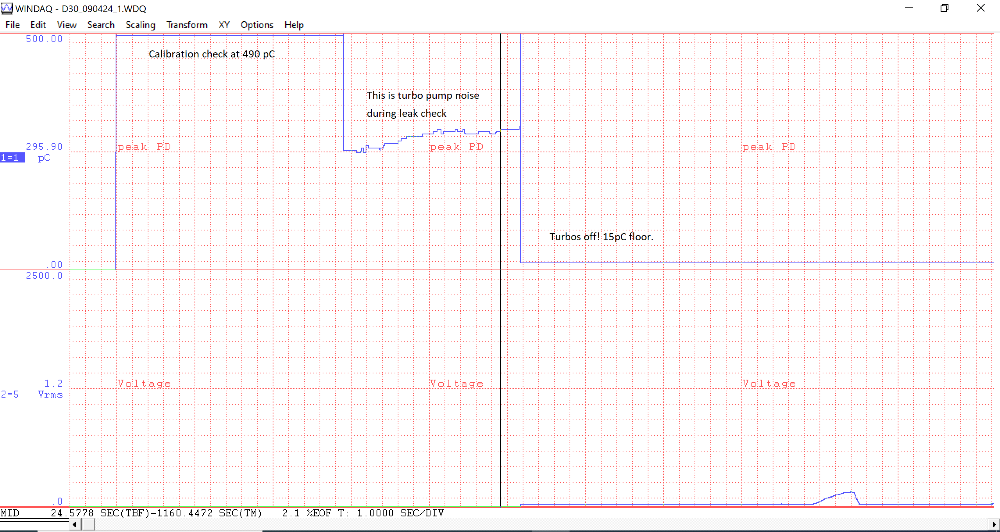 WINDAQ - D30_090424_1.WDQ
File Edit View Search Scaling Transform XY Options Help
500.00
Calibration check at 490 pC
This is turbo pump noise
during leak check
295.90 peak PD peak PD peak PD
1=1 pC
Turbos off! 15pC floor.
.00
2500.0
1.2 Voltage Voltage Voltage
2=5 Vrms
.0
MID 24.5778 SEC(TBF)-1160.4472 SEC(TM) 2.1 %EOF T: 1.0000 SEC/DIV